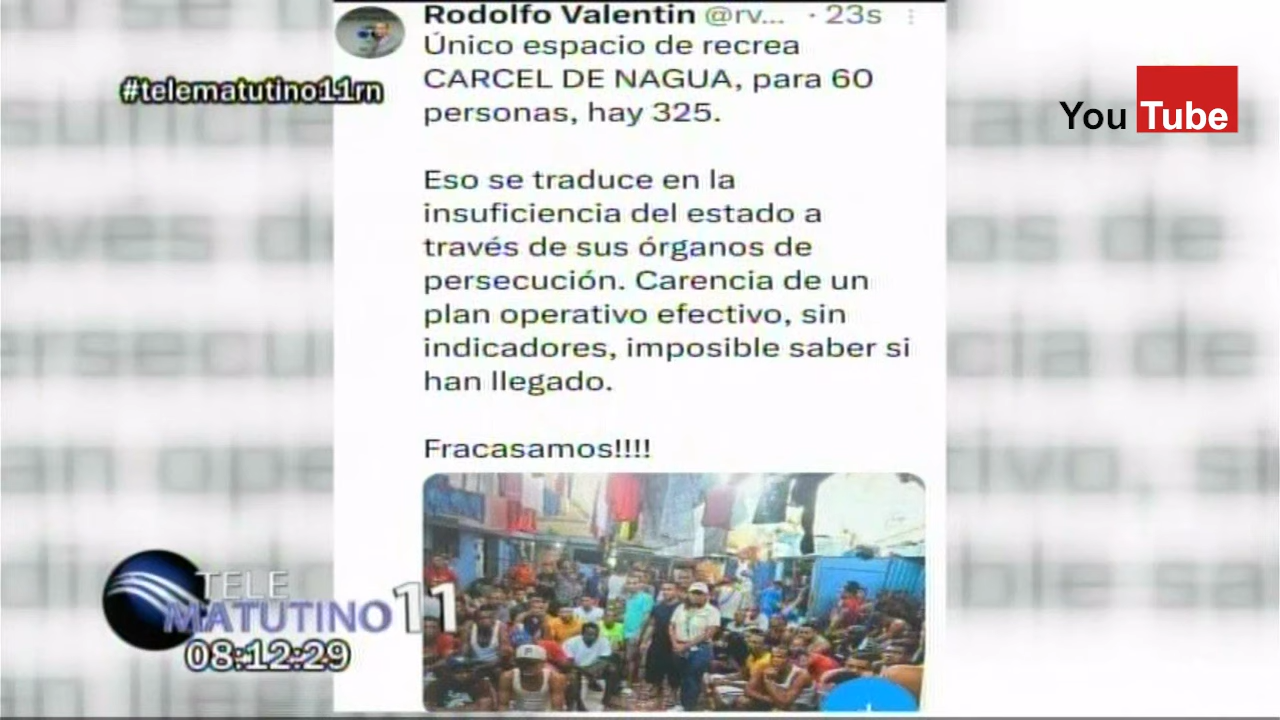 Rodolfo Valentin @rv... · 23s
Único espacio de recrea
CARCEL DE NAGUA, para 60
personas, hay 325.
Eso se traduce en la
insuficiencia del estado a
través de sus órganos de
persecución. Carencia de un
plan operativo efectivo, sin
indicadores, imposible saber si
han llegado.
Fracasamos!!!!
#telematutino11rn
You Tube
TELE
MATUTINO 11
08:12:29